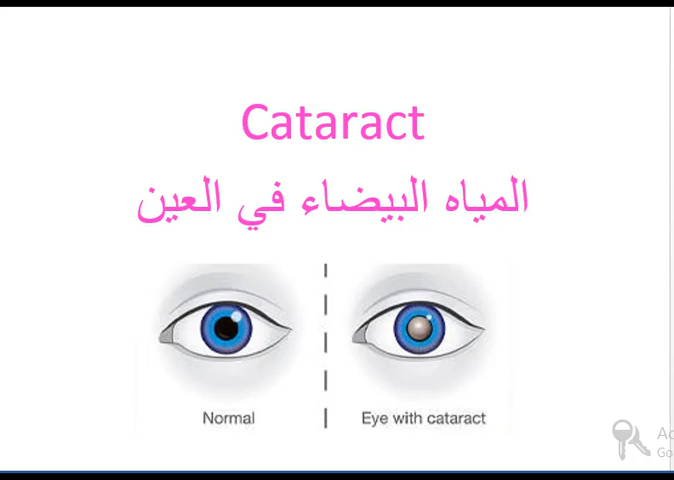 Cataract
المياه البيضاء في العين
Normal
Eye with cataract